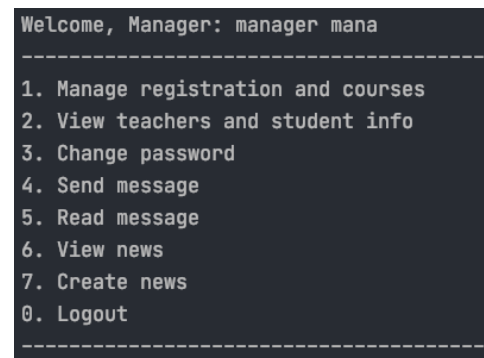 Welcome, Manager: manager mana
---------------------------------------
1. Manage registration and courses
2. View teachers and student info
3. Change password
4. Send message
5. Read message
6. View news
7. Create news
0. Logout
---------------------------------------